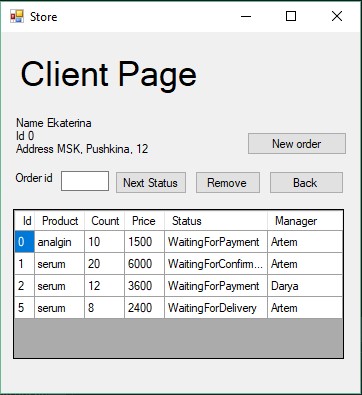 Store
Client Page
Name Ekaterina
Id 0
Address MSK, Pushkina, 12
New order
Order id Next Status Remove Back
Id Product Count Price Status Manager
0 analgin 10 1500 WaitingForPayment Artem
1 serum 20 6000 WaitingForConfirm... Artem
2 serum 12 3600 WaitingForPayment Darya
5 serum 8 2400 WaitingForDelivery Artem